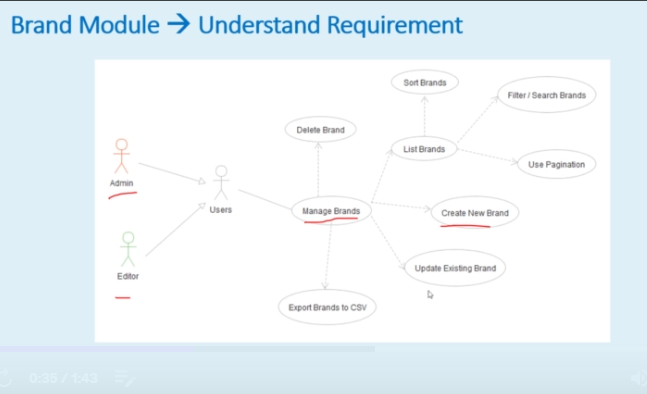 Brand Module → Understand Requirement
Sort Brands
Filter / Search Brands
Delete Brand
List Brands
Use Pagination
Admin
Users
Manage Brands
Create New Brand
Editor
Update Existing Brand
Export Brands to CSV
0:35 / 1:43